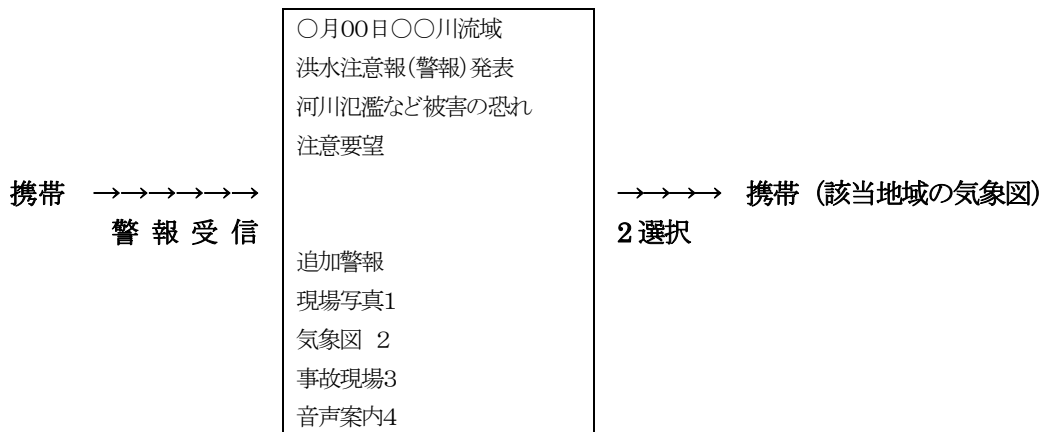 ○月00日○○川流域
洪水注意報(警報)発表
河川氾濫など被害の恐れ
注意要望
携帯 →→→→→→
警報受信
→→→→ 携帯 (該当地域の気象図)
2選択
追加警報
現場写真1
気象図 2
事故現場3
音声案内4